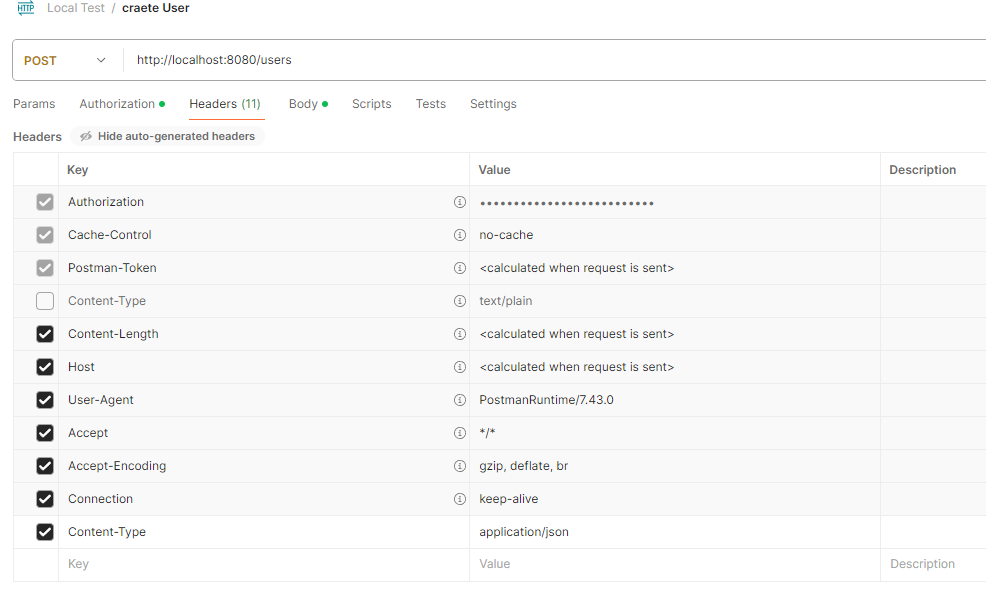 HTTP Local Test / craete User
POST http://localhost:8080/users
Params Authorization Headers (11) Body Scripts Tests Settings
Headers Hide auto-generated headers
Key Value Description
Authorization ••••••••••••••••••••••••••
Cache-Control no-cache
Postman-Token <calculated when request is sent>
Content-Type text/plain
Content-Length <calculated when request is sent>
Host <calculated when request is sent>
User-Agent PostmanRuntime/7.43.0
Accept */*
Accept-Encoding gzip, deflate, br
Connection keep-alive
Content-Type application/json
Key Value Description